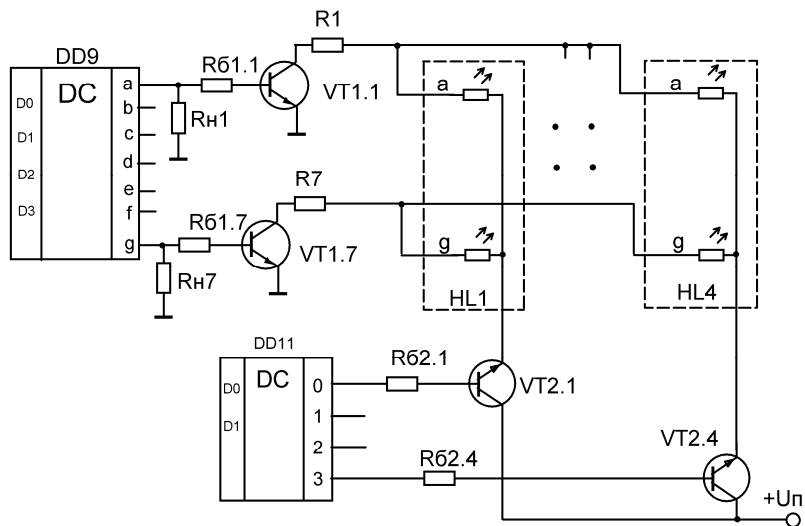 R1
DD9
DC
D0
D1
D2
D3
a
b
c
d
e
f
g
Rб1.1
Rн1
VT1.1
R7
Rб1.7
Rн7
VT1.7
a
g
HL1
a
g
HL4
DD11
DC
D0
D1
0
1
2
3
Rб2.1
VT2.1
Rб2.4
VT2.4
+Uп